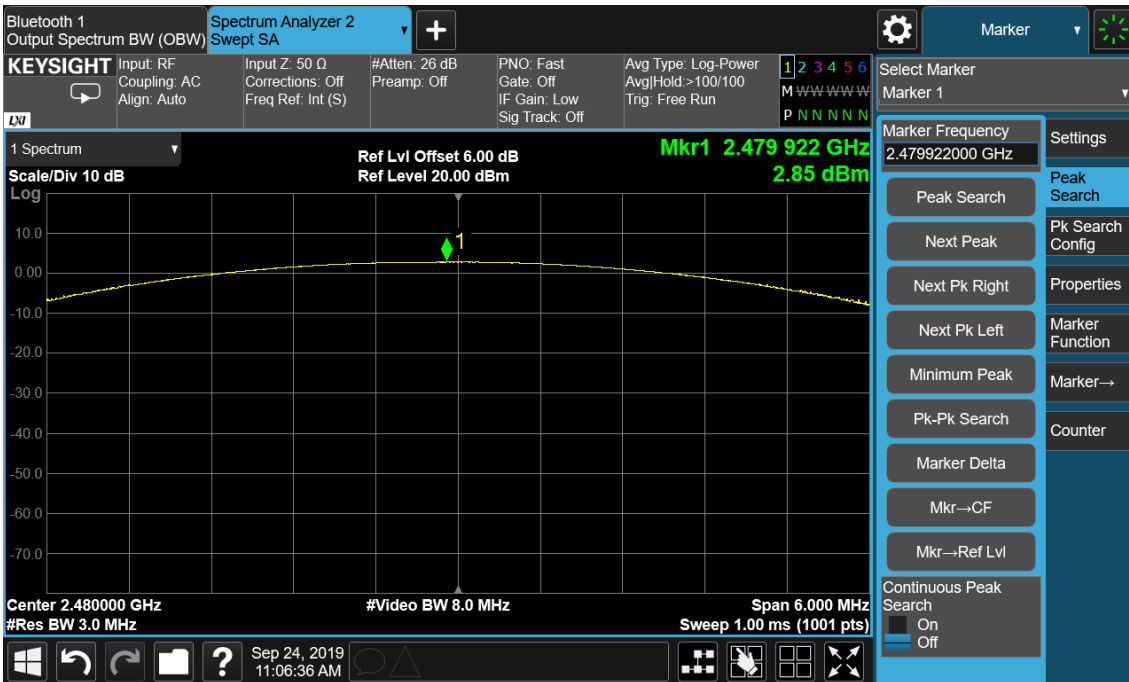 Bluetooth 1
Output Spectrum BW (OBW)
Spectrum Analyzer 2
Swept SA
Marker
KEYSIGHT
LXI
Input: RF
Coupling: AC
Align: Auto
Input Z: 50 Ω
Corrections: Off
Freq Ref: Int (S)
#Atten: 26 dB
Preamp: Off
PNO: Fast
Gate: Off
IF Gain: Low
Sig Track: Off
Avg Type: Log-Power
Avg|Hold:>100/100
Trig: Free Run
1 2 3 4 5 6
M W W W W W
P N N N N N
Select Marker
Marker 1
1 Spectrum
Scale/Div 10 dB
Log
Ref Lvl Offset 6.00 dB
Ref Level 20.00 dBm
Mkr1 2.479 922 GHz
2.85 dBm
1
10.0
0.00
-10.0
-20.0
-30.0
-40.0
-50.0
-60.0
-70.0
Center 2.480000 GHz
#Res BW 3.0 MHz
#Video BW 8.0 MHz
Span 6.000 MHz
Sweep 1.00 ms (1001 pts)
Marker Frequency
2.479922000 GHz
Peak Search
Next Peak
Next Pk Right
Next Pk Left
Minimum Peak
Pk-Pk Search
Marker Delta
Mkr→CF
Mkr→Ref Lvl
Continuous Peak
Search
On
Off
Settings
Peak
Search
Pk Search
Config
Properties
Marker
Function
Marker→
Counter
?
Sep 24, 2019
11:06:36 AM